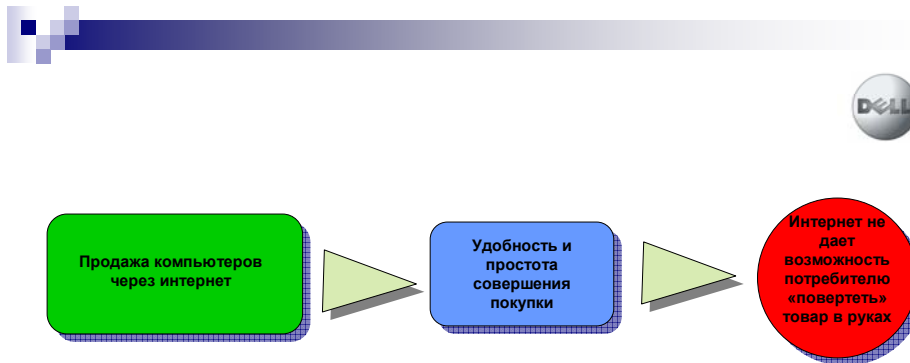 DELL
Продажа компьютеров
через интернет
Удобность и
простота
совершения
покупки
Интернет не
дает
возможность
потребителю
«повертеть»
товар в руках